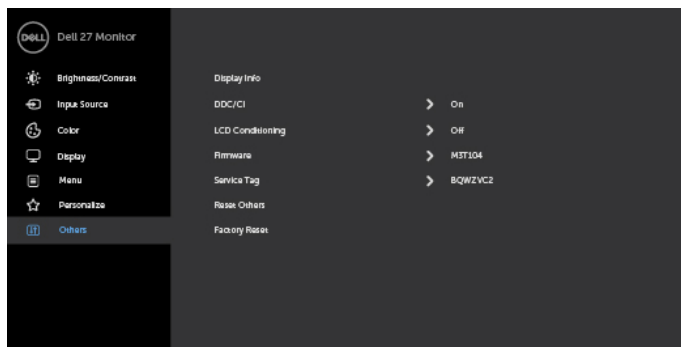 DELL Dell 27 Monitor
Brightness/Contrast
Input Source
Color
Display
Menu
Personalize
Others
Display Info
DDC/CI > On
LCD Conditioning > Off
Firmware > M3T104
Service Tag > BQWZVC2
Reset Others
Factory Reset